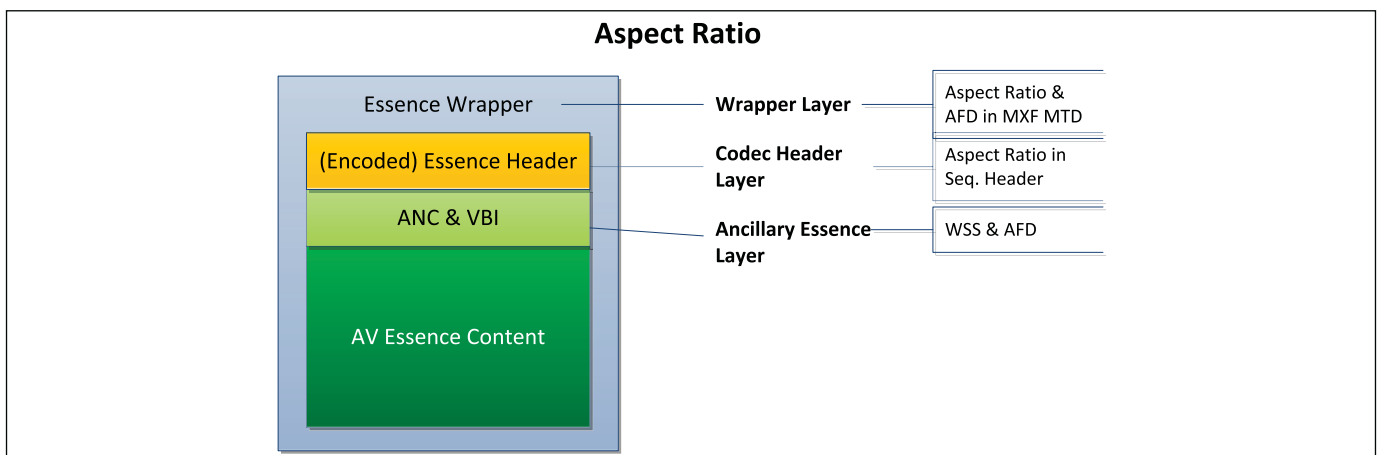 Aspect Ratio
Essence Wrapper
(Encoded) Essence Header
ANC & VBI
AV Essence Content
Wrapper Layer
Codec Header
Layer
Ancillary Essence
Layer
Aspect Ratio &
AFD in MXF MTD
Aspect Ratio in
Seq. Header
WSS & AFD